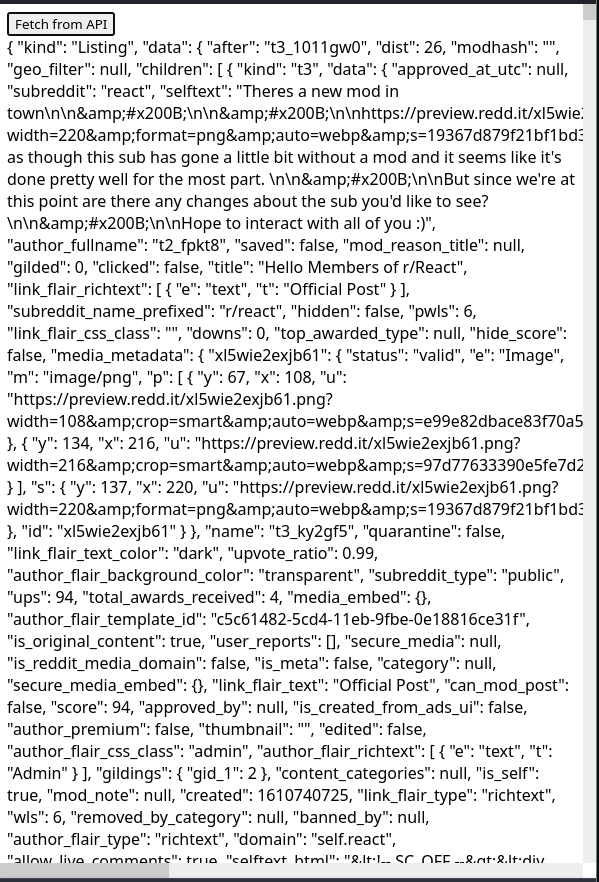 Fetch from API
{ "kind": "Listing", "data": { "after": "t3_1011gw0", "dist": 26, "modhash": "",
"geo_filter": null, "children": [ { "kind": "t3", "data": { "approved_at_utc": null,
"subreddit": "react", "selftext": "Theres a new mod in
town\n\n&amp;#x200B;\n\n&amp;#x200B;\n\nhttps://preview.redd.it/xl5wie2
width=220&amp;format=png&amp;auto=webp&amp;s=19367d879f21bf1bd3
as though this sub has gone a little bit without a mod and it seems like it's
done pretty well for the most part. \n\n&amp;#x200B;\n\nBut since we're at
this point are there any changes about the sub you'd like to see?
\n\n&amp;#x200B;\n\nHope to interact with all of you :)",
"author_fullname": "t2_fpkt8", "saved": false, "mod_reason_title": null,
"gilded": 0, "clicked": false, "title": "Hello Members of r/React",
"link_flair_richtext": [ { "e": "text", "t": "Official Post" } ],
"subreddit_name_prefixed": "r/react", "hidden": false, "pwls": 6,
"link_flair_css_class": "", "downs": 0, "top_awarded_type": null, "hide_score":
false, "media_metadata": { "xl5wie2exjb61": { "status": "valid", "e": "Image",
"m": "image/png", "p": [ { "y": 67, "x": 108, "u":
"https://preview.redd.it/xl5wie2exjb61.png?
width=108&amp;crop=smart&amp;auto=webp&amp;s=e99e82dbace83f70a5
}, { "y": 134, "x": 216, "u": "https://preview.redd.it/xl5wie2exjb61.png?
width=216&amp;crop=smart&amp;auto=webp&amp;s=97d77633390e5fe7d2
} ], "s": { "y": 137, "x": 220, "u": "https://preview.redd.it/xl5wie2exjb61.png?
width=220&amp;format=png&amp;auto=webp&amp;s=19367d879f21bf1bd3
}, "id": "xl5wie2exjb61" } }, "name": "t3_ky2gf5", "quarantine": false,
"link_flair_text_color": "dark", "upvote_ratio": 0.99,
"author_flair_background_color": "transparent", "subreddit_type": "public",
"ups": 94, "total_awards_received": 4, "media_embed": {},
"author_flair_template_id": "c5c61482-5cd4-11eb-9fbe-0e18816ce31f",
"is_original_content": true, "user_reports": [], "secure_media": null,
"is_reddit_media_domain": false, "is_meta": false, "category": null,
"secure_media_embed": {}, "link_flair_text": "Official Post", "can_mod_post":
false, "score": 94, "approved_by": null, "is_created_from_ads_ui": false,
"author_premium": false, "thumbnail": "", "edited": false,
"author_flair_css_class": "admin", "author_flair_richtext": [ { "e": "text", "t":
"Admin" } ], "gildings": { "gid_1": 2 }, "content_categories": null, "is_self":
true, "mod_note": null, "created": 1610740725, "link_flair_type": "richtext",
"wls": 6, "removed_by_category": null, "banned_by": null,
"author_flair_type": "richtext", "domain": "self.react",
"allow_live_comments": true, "selftext_html": "&lt;!-- SC_OFF --&gt;&lt;div